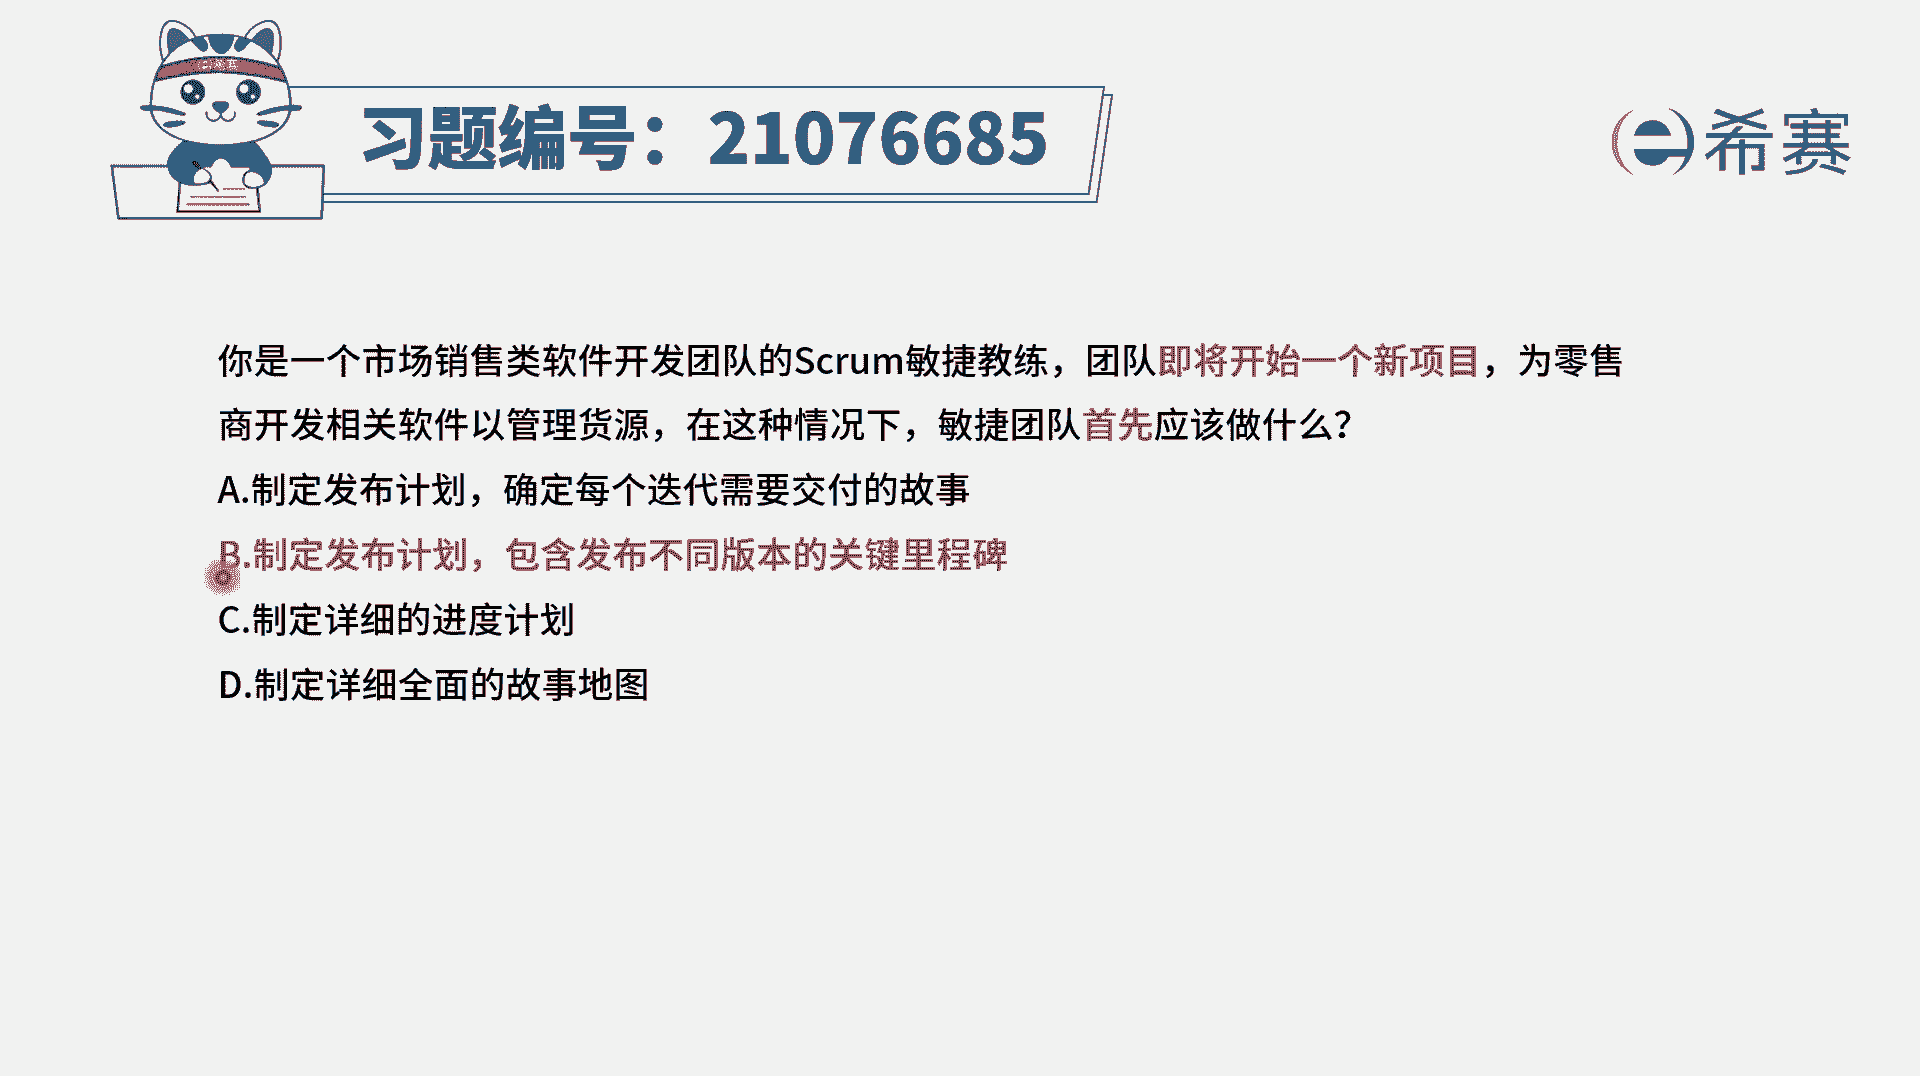 习题编号：21076685
希赛
你是一个市场销售类软件开发团队的Scrum敏捷教练，团队即将开始一个新项目，为零售
商开发相关软件以管理货源，在这种情况下，敏捷团队首先应该做什么？
A.制定发布计划，确定每个迭代需要交付的故事
B.制定发布计划，包含发布不同版本的关键里程碑
C.制定详细的进度计划
D.制定详细全面的故事地图